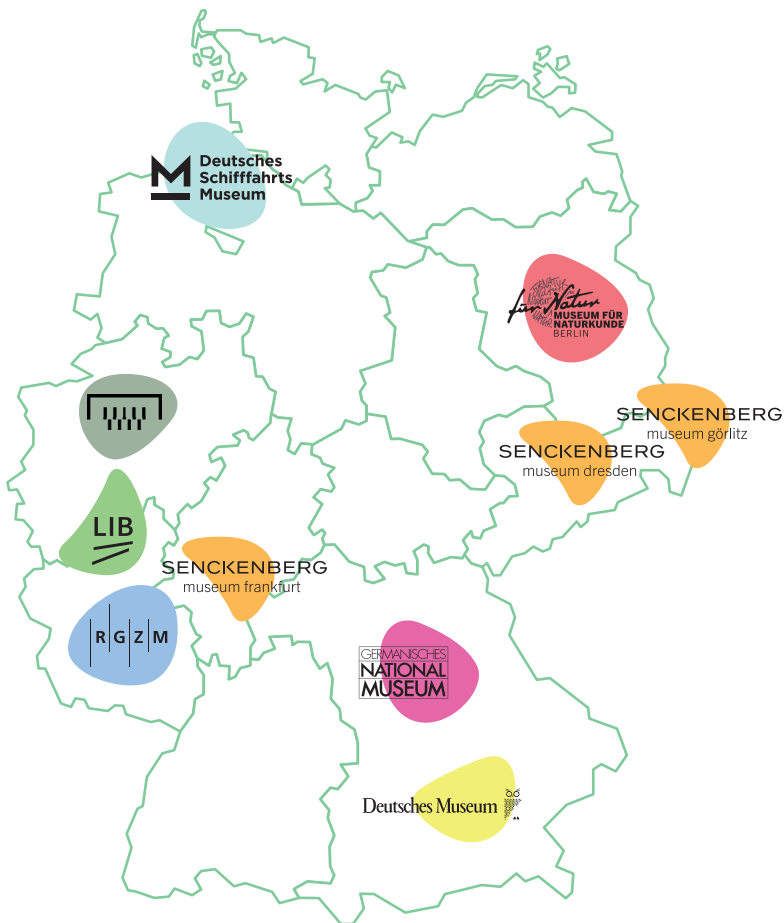 Deutsches
Schifffahrts
Museum
für Natur
MUSEUM FÜR
NATURKUNDE
BERLIN
SENCKENBERG
museum görlitz
SENCKENBERG
museum dresden
LIB
SENCKENBERG
museum frankfurt
R G Z M
GERMANISCHES
NATIONAL
MUSEUM
Deutsches Museum